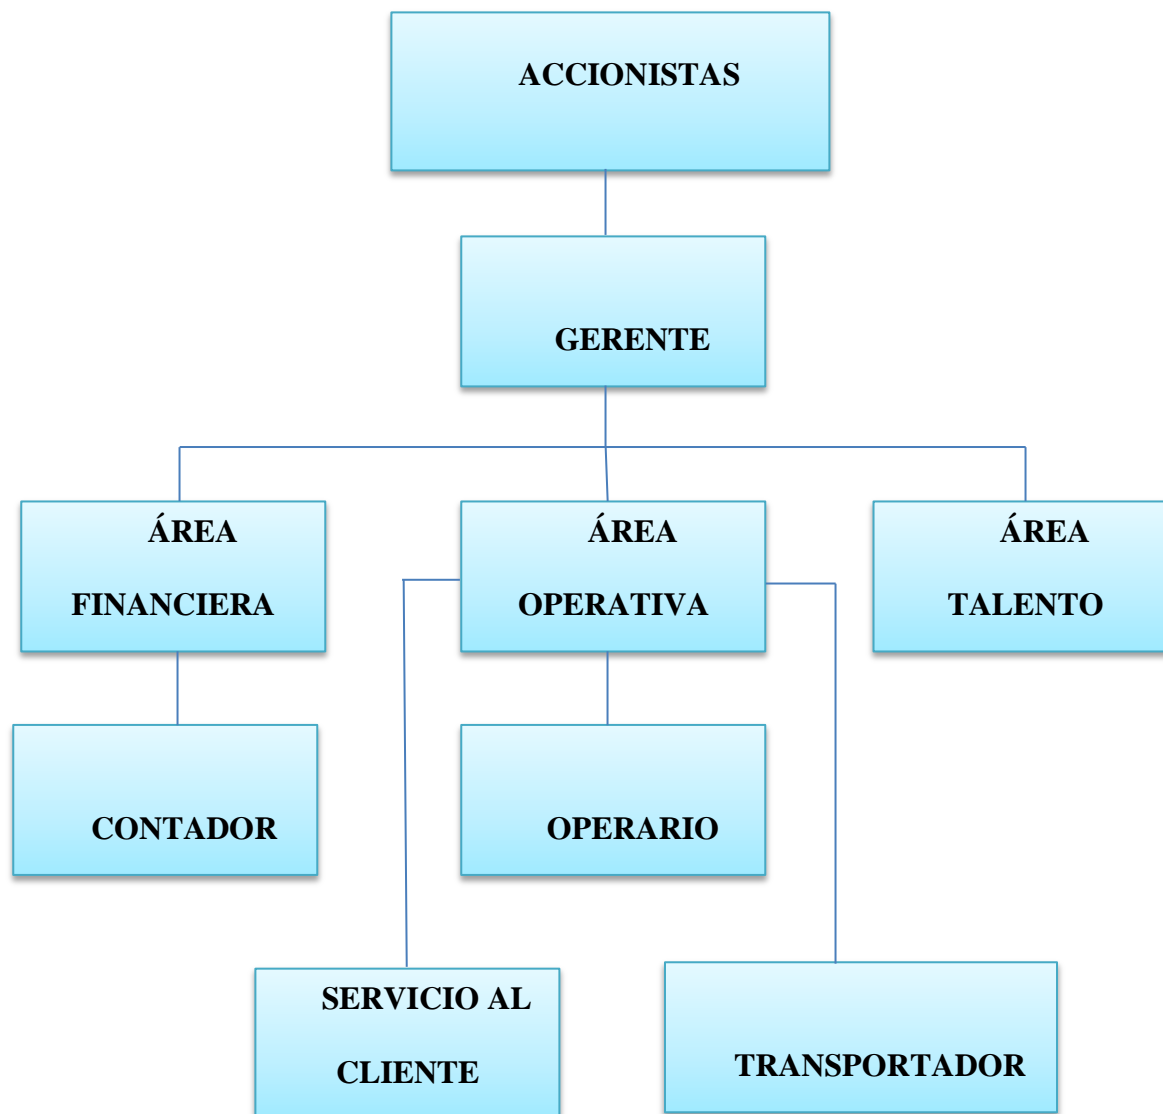 ACCIONISTAS
GERENTE
ÁREA
FINANCIERA
ÁREA
OPERATIVA
ÁREA
TALENTO
CONTADOR
OPERARIO
SERVICIO AL
CLIENTE
TRANSPORTADOR